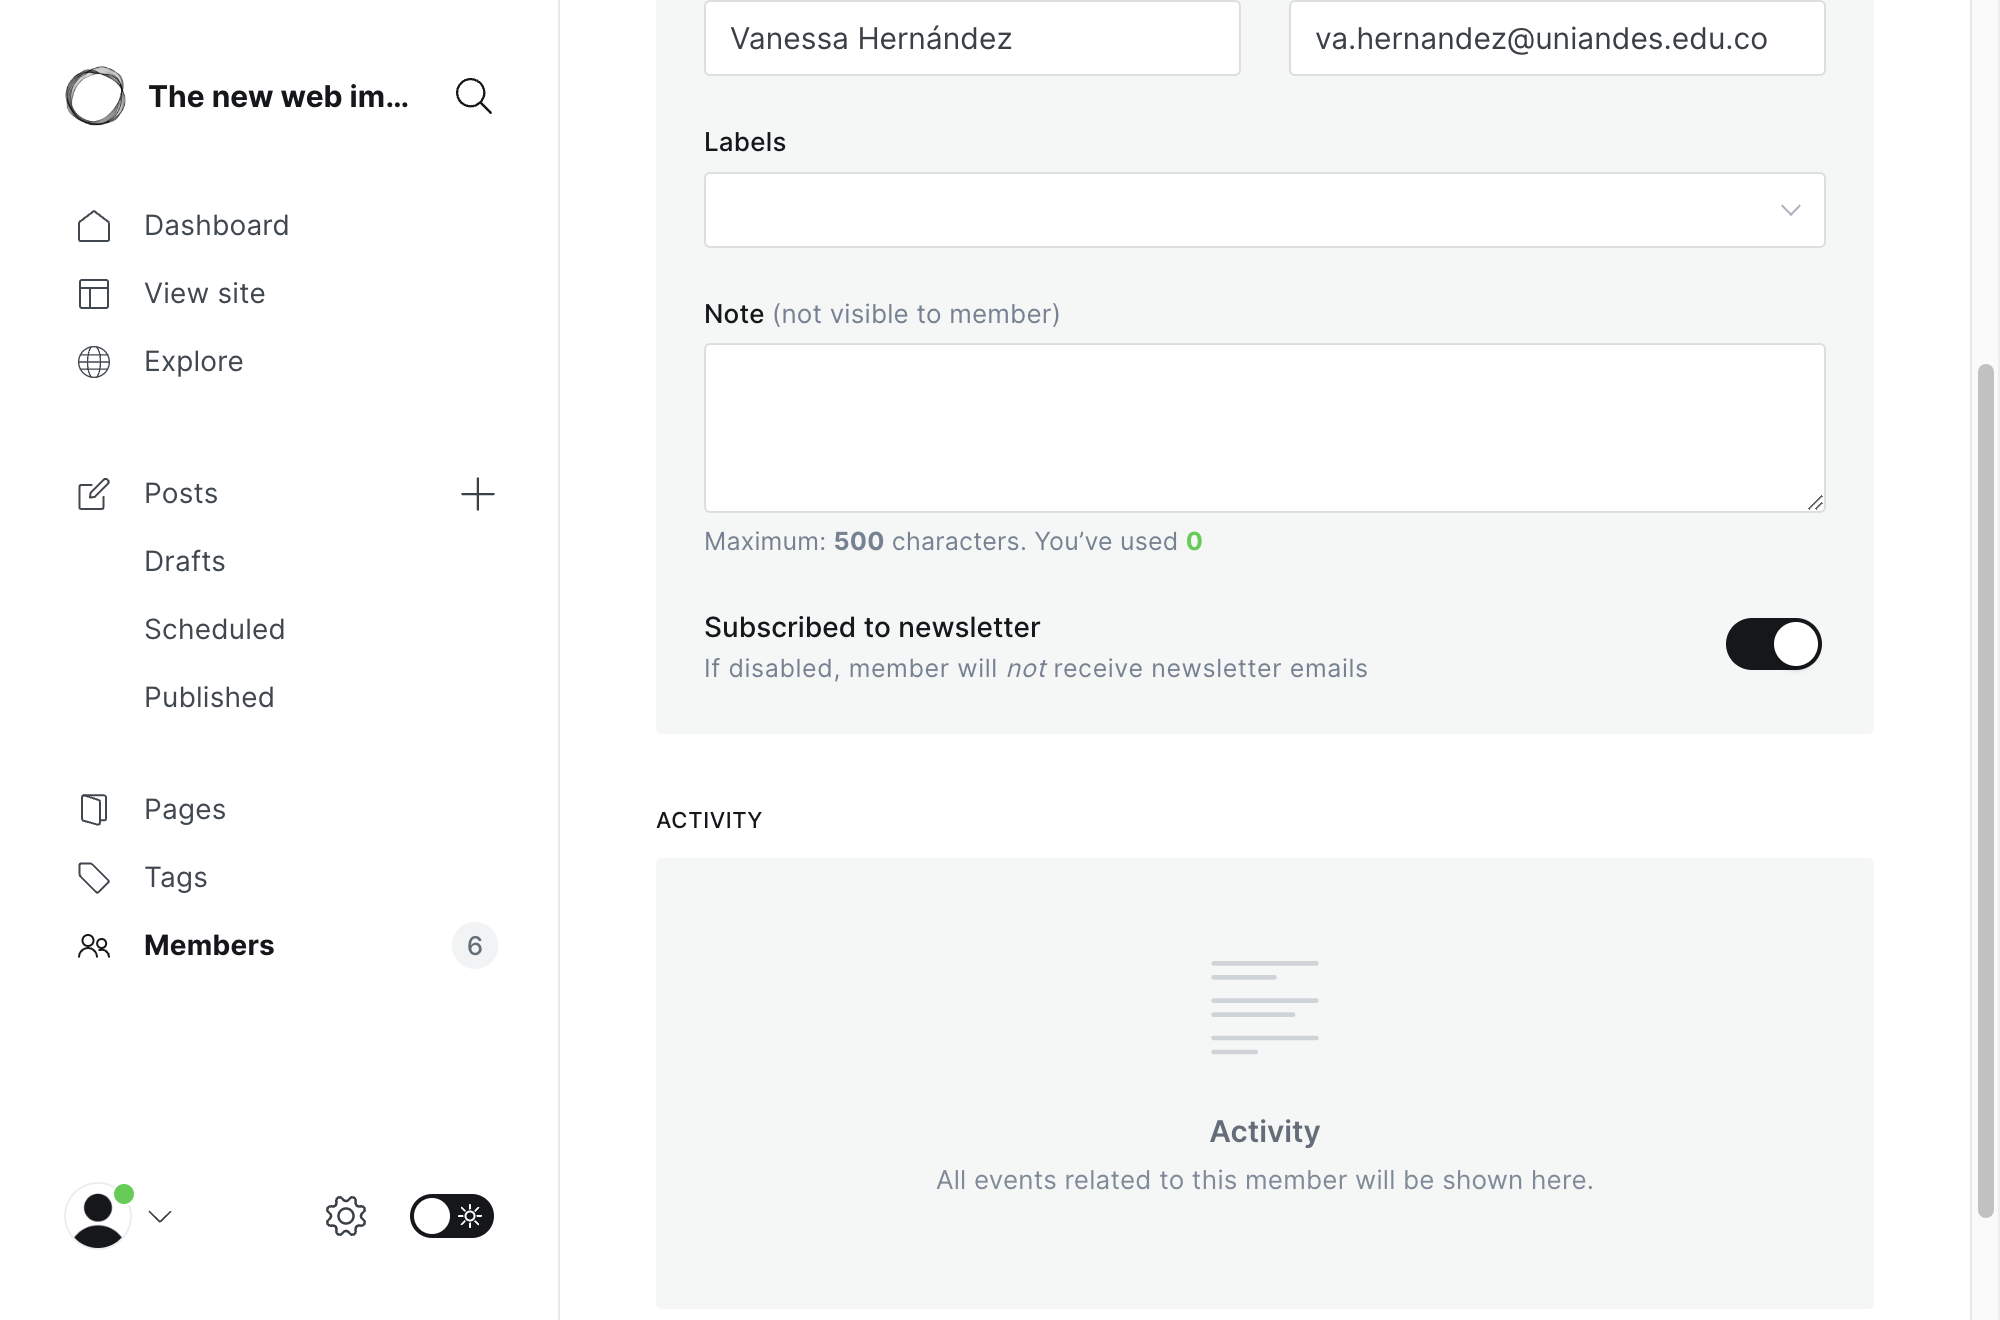 The new web im...
Dashboard
View site
Explore
Posts
Drafts
Scheduled
Published
Pages
Tags
Members
6
Vanessa Hernández
va.hernandez@uniandes.edu.co
Labels
Note (not visible to member)
Maximum: 500 characters. You’ve used 0
Subscribed to newsletter
If disabled, member will not receive newsletter emails
ACTIVITY
Activity
All events related to this member will be shown here.